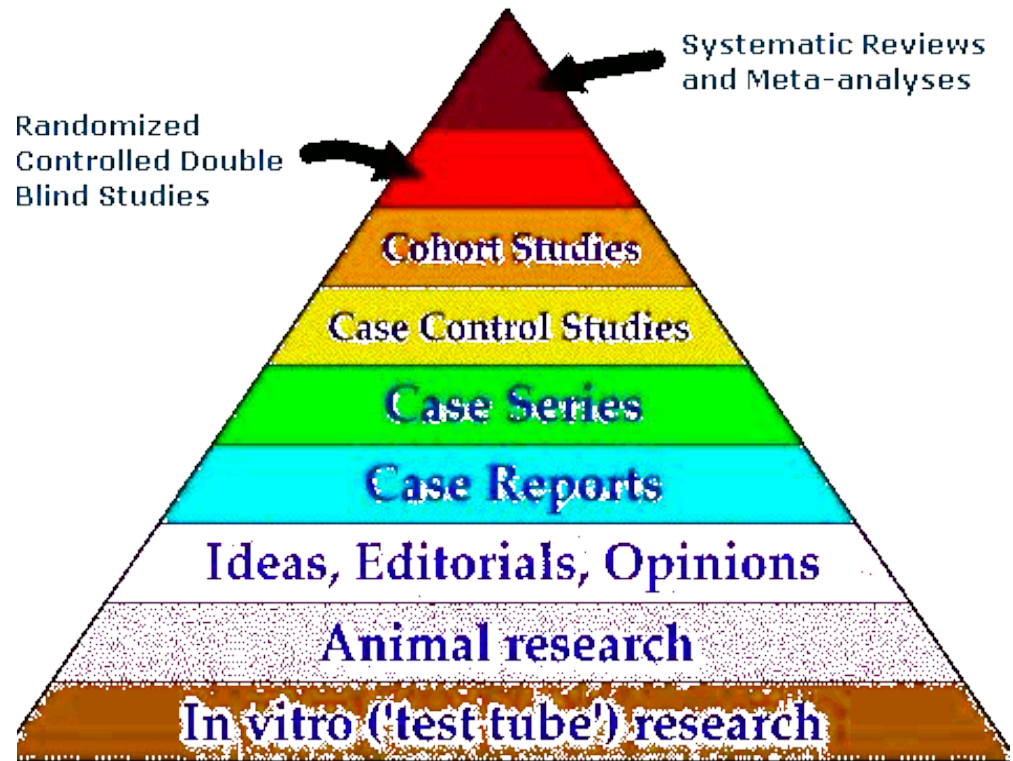 Systematic Reviews
and Meta-analyses
Randomized
Controlled Double
Blind Studies
Cohort Studies
Case Control Studies
Case Series
Case Reports
Ideas, Editorials, Opinions
Animal research
In vitro ('test tube') research